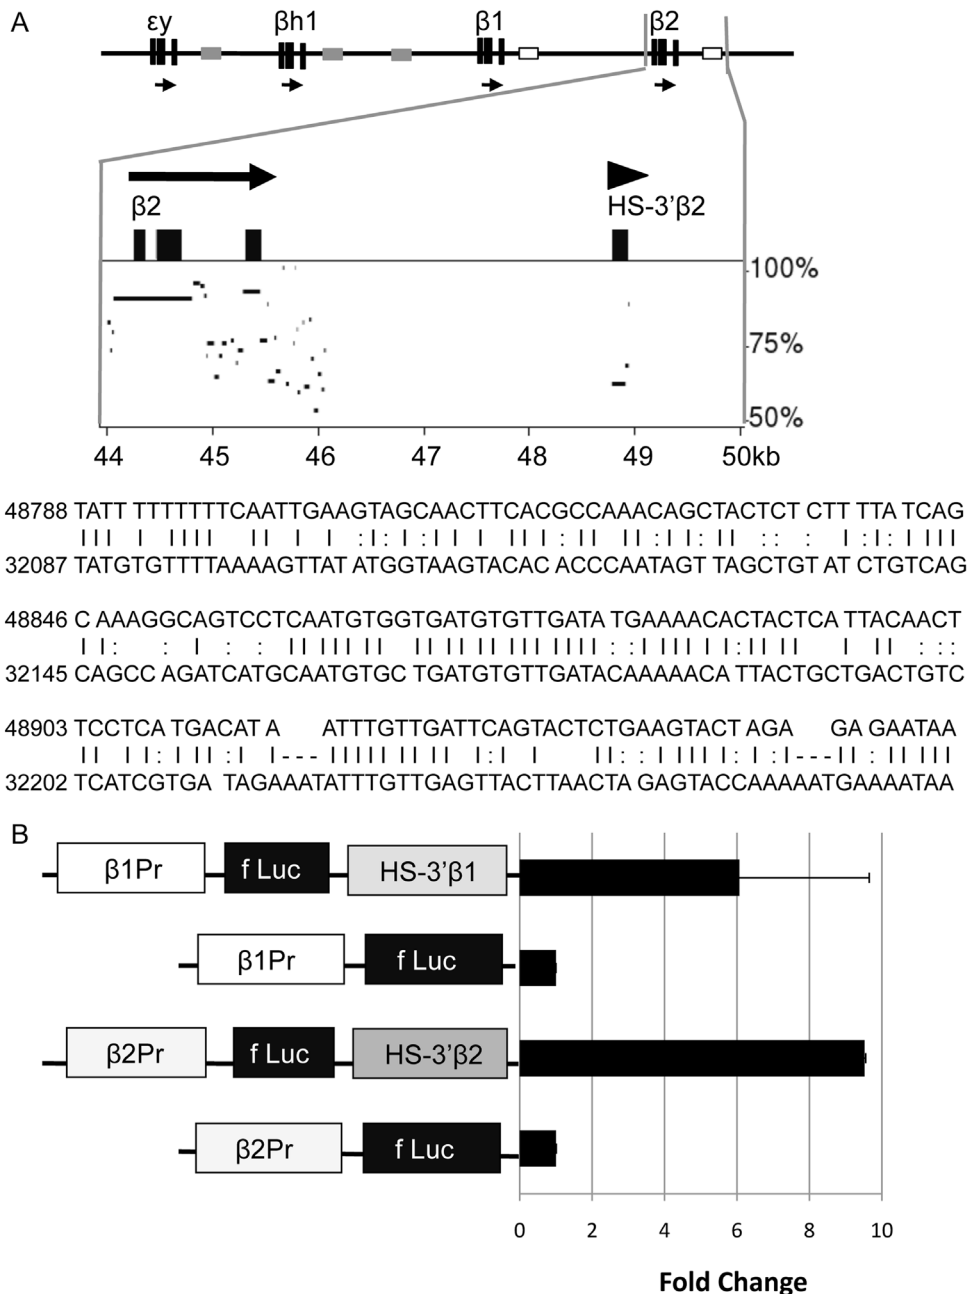 A
εy βh1 β1 β2
β2 HS-3'β2
100%
75%
50%
44 45 46 47 48 49 50kb
48788 TATT TTTTTTTCAATTGAAGTAGCAACTTCACGCCAAACAGCTACTCT CTT TTA TCAG
32087 TATGTGTTTTAAAAGTTAT ATGGTAAGTACAC ACCCAATAGT TAGCTGT AT CTGTCAG
48846 C AAAGGCAGTCCTCAATGTGGTGATGTGTTGATA TGAAAACACTACTCA TTACAACT
32145 CAGCC AGATCATGCAATGTGC TGATGTGTTGATACAAAAACA TTACTGCTGACTGTC
48903 TCCTCA TGACAT A ATTTGTTGATTCAGTACTCTGAAGTACT AGA GA GAATAA
32202 TCATCGTGA TAGAAATATTTGTTGAGTTACTTAACTA GAGTACCAAAAATGAAAATAA
B
β1Pr f Luc HS-3'β1
β1Pr f Luc
β2Pr f Luc HS-3'β2
β2Pr f Luc
0 2 4 6 8 10
Fold Change